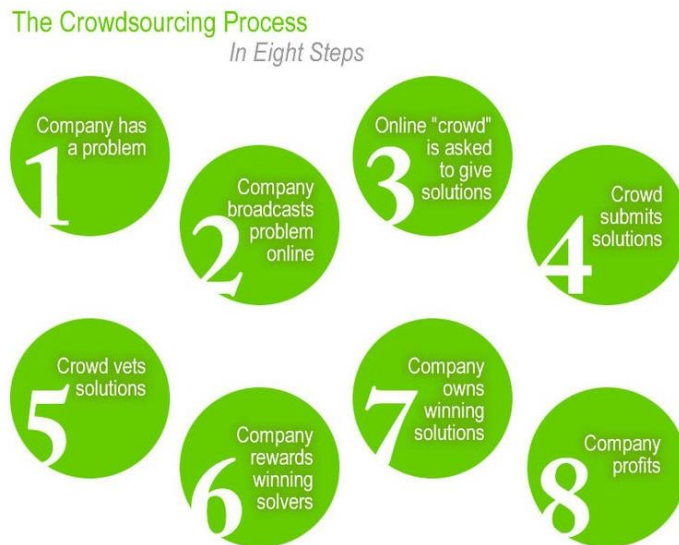 The Crowdsourcing Process
In Eight Steps
1
Company has
a problem
2
Company
broadcasts
problem
online
3
Online "crowd"
is asked
to give
solutions
4
Crowd
submits
solutions
5
Crowd vets
solutions
6
Company
rewards
winning
solvers
7
Company
owns
winning
solutions
8
Company
profits